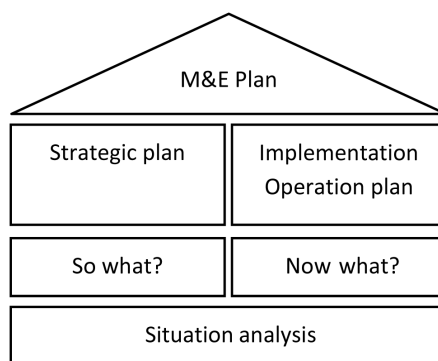 M&E Plan
Strategic plan
Implementation
Operation plan
So what?
Now what?
Situation analysis